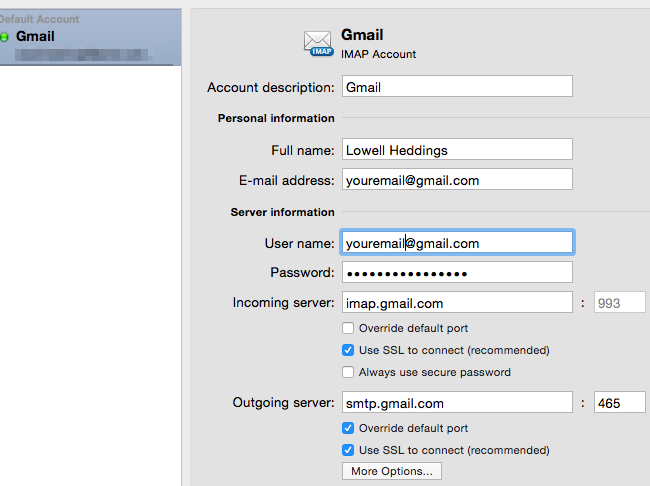 Default Account
Gmail
Gmail
IMAP
IMAP Account
Account description: Gmail
Personal information
Full name: Lowell Heddings
E-mail address: youremail@gmail.com
Server information
User name: youremail@gmail.com
Password: ••••••••••••••••
Incoming server: imap.gmail.com : 993
Override default port
Use SSL to connect (recommended)
Always use secure password
Outgoing server: smtp.gmail.com : 465
Override default port
Use SSL to connect (recommended)
More Options...